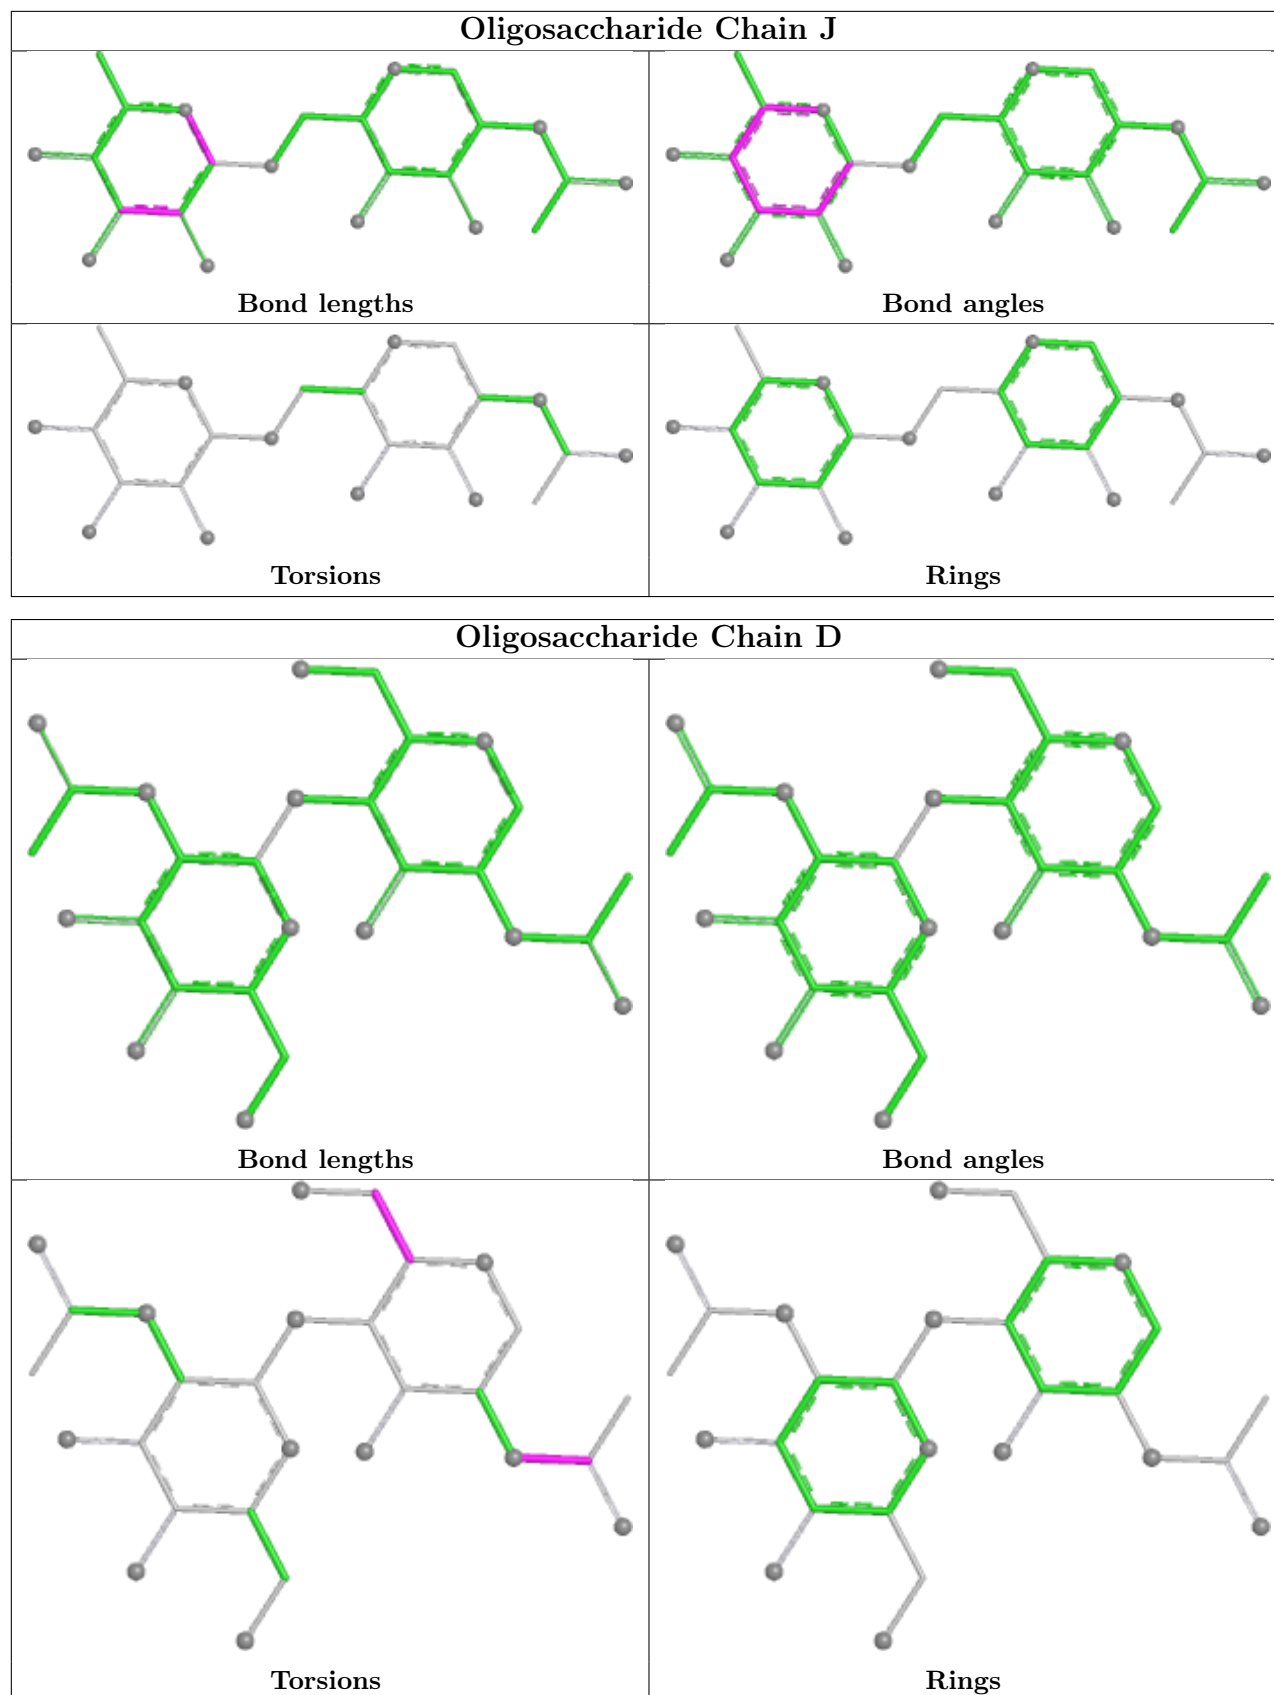 Oligosaccharide Chain J
Bond lengths
Bond angles
Torsions
Rings
Oligosaccharide Chain D
Bond lengths
Bond angles
Torsions
Rings